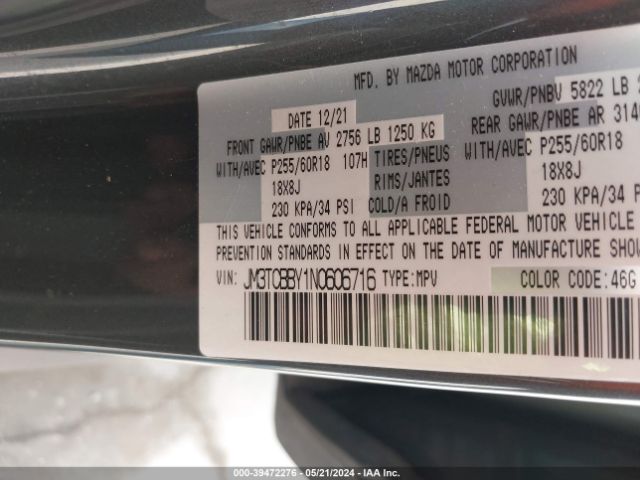 MFD. BY MAZDA MOTOR CORPORATION
DATE 12/21 GVWR/PNBV 5822 LB
FRONT GAWR/PNBE AV 2756 LB 1250 KG REAR GAWR/PNBE AR
WITH/AVEC P255/60R18 107H TIRES/PNEUS WITH/AVEC P255/60R18
18X8J RIMS/JANTES 18X8J
230 KPA/34 PSI COLD/A FROID 230 KPA/34
THIS VEHICLE CONFORMS TO ALL APPLICABLE FEDERAL MOTOR VEHICLE
PREVENTION STANDARDS IN EFFECT ON THE DATE OF MANUFACTURE
VIN: JM3TCBBY1N0606716 TYPE:MPV COLOR CODE:46G
000-39472276 - 05/21/2024 - IAA Inc.